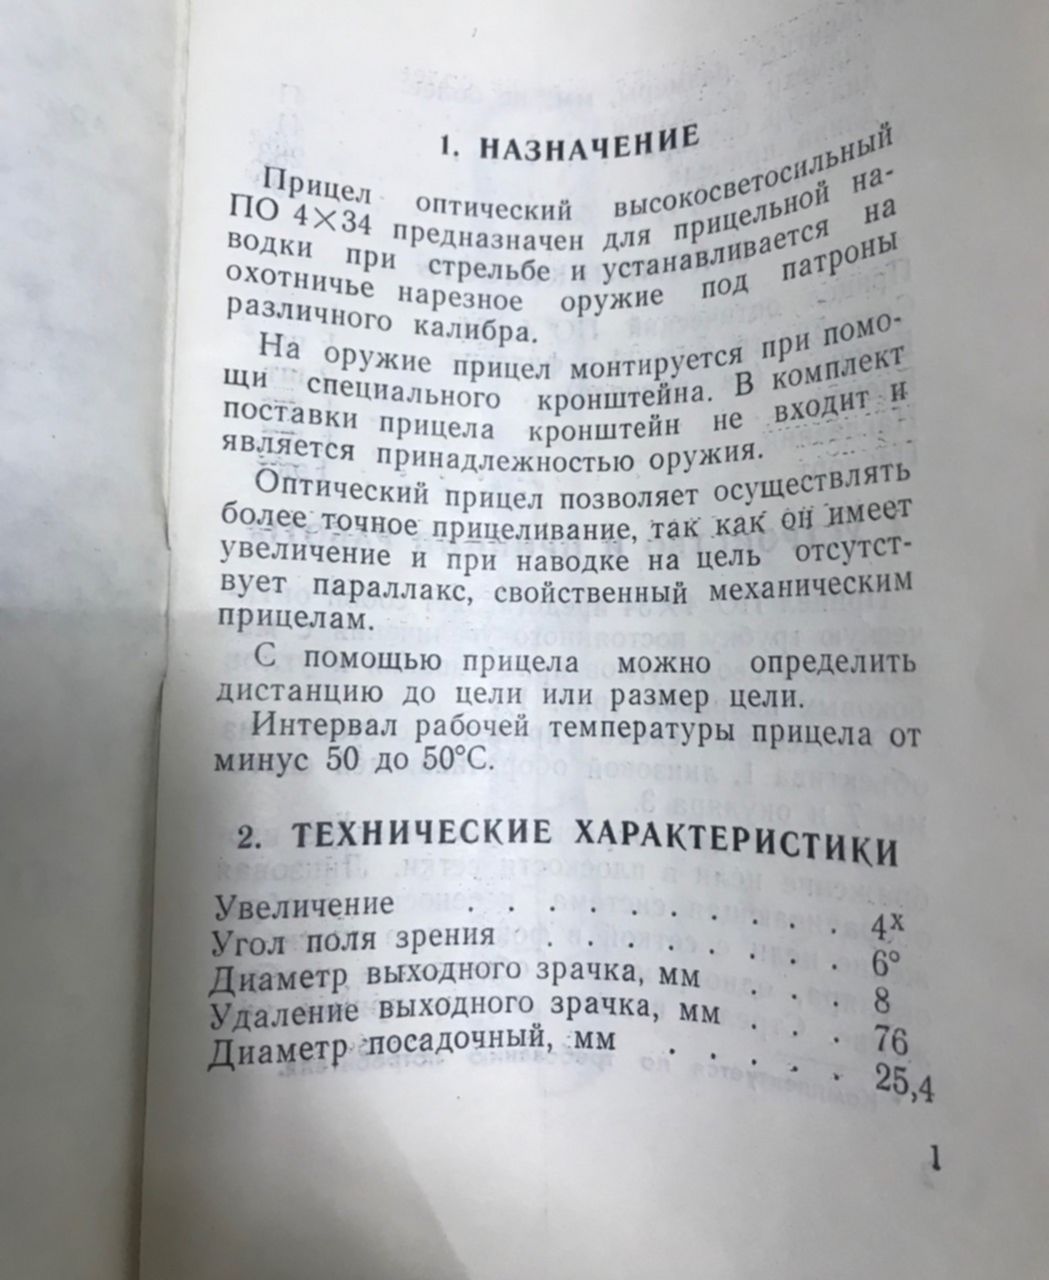 1. НАЗНАЧЕНИЕ
Прицел оптический высокосветосильный
ПО 4×34 предназначен для прицельной на-
водки при стрельбе и устанавливается на
охотничье нарезное оружие под патроны
различного калибра.
На оружие прицел монтируется при помо-
щи специального кронштейна. В комплект
поставки прицела кронштейн не входит и
является принадлежностью оружия.
Оптический прицел позволяет осуществлять
более точное прицеливание, так как он имеет
увеличение и при наводке на цель отсутст-
вует параллакс, свойственный механическим
прицелам.
С помощью прицела можно определить
дистанцию до цели или размер цели.
Интервал рабочей температуры прицела от
минус 50 до 50°С.
2. ТЕХНИЧЕСКИЕ ХАРАКТЕРИСТИКИ
Увеличение . . . . . . . . . . 4ˣ
Угол поля зрения . . . . . . . . 6°
Диаметр выходного зрачка, мм . . . 8
Удаление выходного зрачка, мм . . . 76
Диаметр посадочный, мм . . . . . 25,4
1